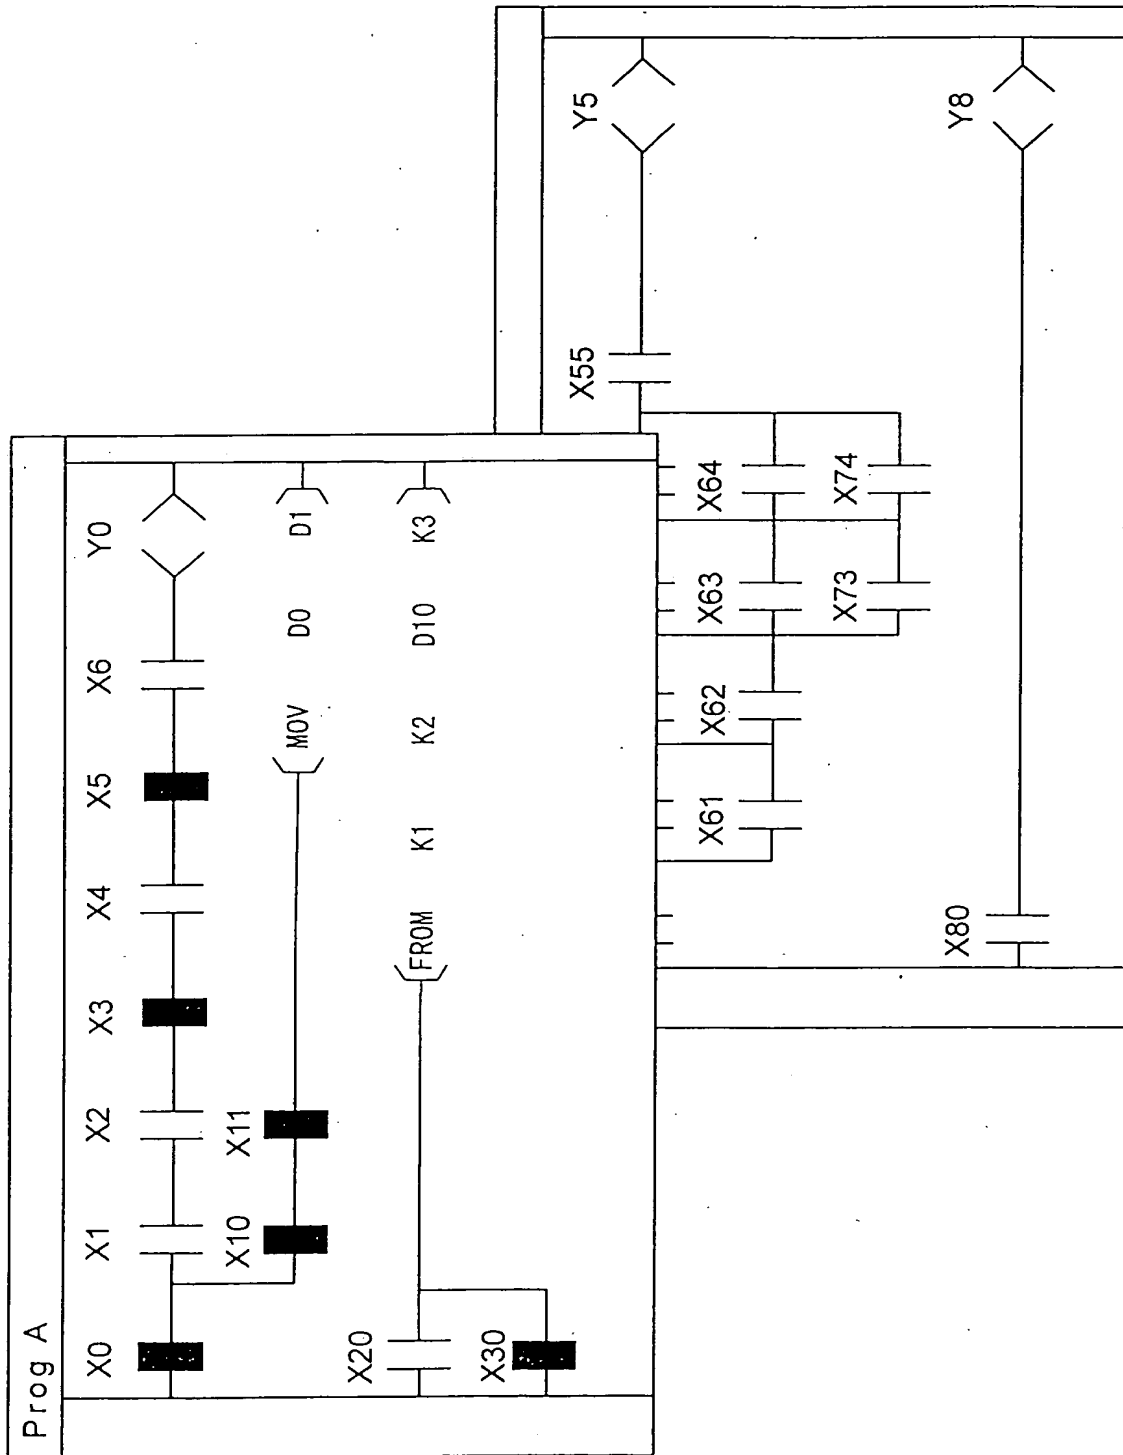 Prog A
X0 X1 X2 X3 X4 X5 X6 Y0
X10 X11 MOV D0 D1
X20 FROM K1 K2 D10 K3
X30
X55 Y5
X61 X62 X63 X64
X73 X74
X80 Y8